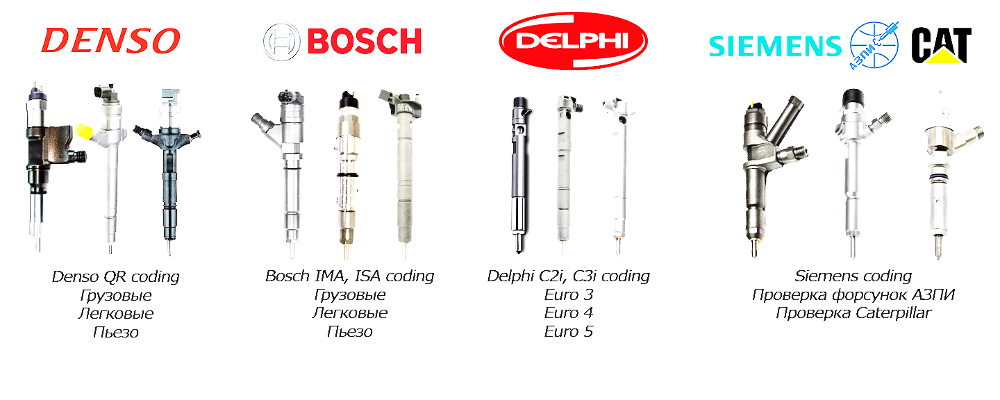 DENSO
Denso QR coding
Грузовые
Легковые
Пьезо
BOSCH
Bosch IMA, ISA coding
Грузовые
Легковые
Пьезо
DELPHI
Delphi C2i, C3i coding
Euro 3
Euro 4
Euro 5
SIEMENS
АЗПИ
CAT
Siemens coding
Проверка форсунок АЗПИ
Проверка Caterpillar